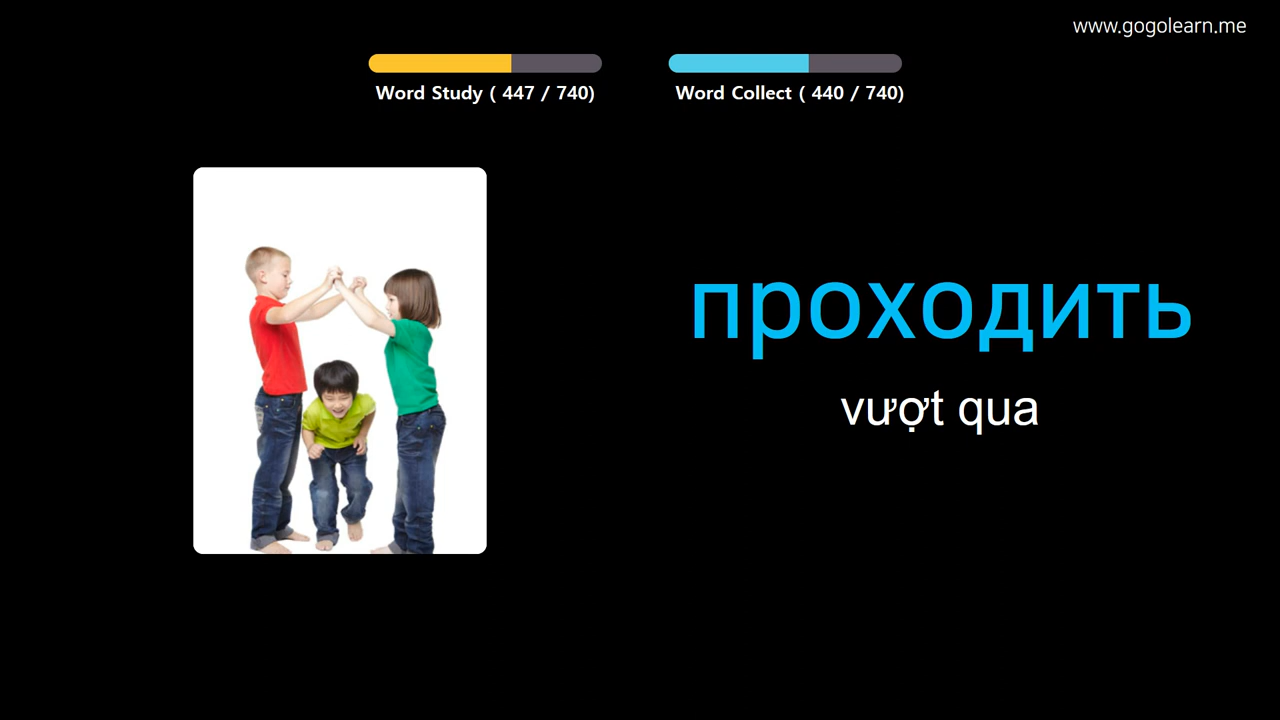 www.gogolearn.me
Word Study ( 447 / 740)
Word Collect ( 440 / 740)
проходить
vượt qua